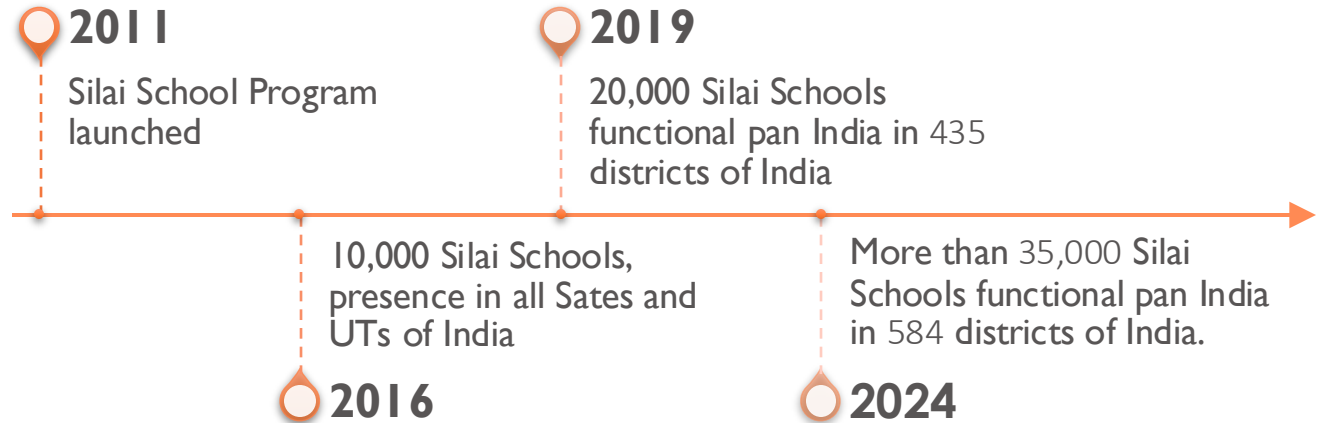 2011
Silai School Program
launched
10,000 Silai Schools,
presence in all Sates and
UTs of India
2016
2019
20,000 Silai Schools
functional pan India in 435
districts of India
More than 35,000 Silai
Schools functional pan India
in 584 districts of India.
2024